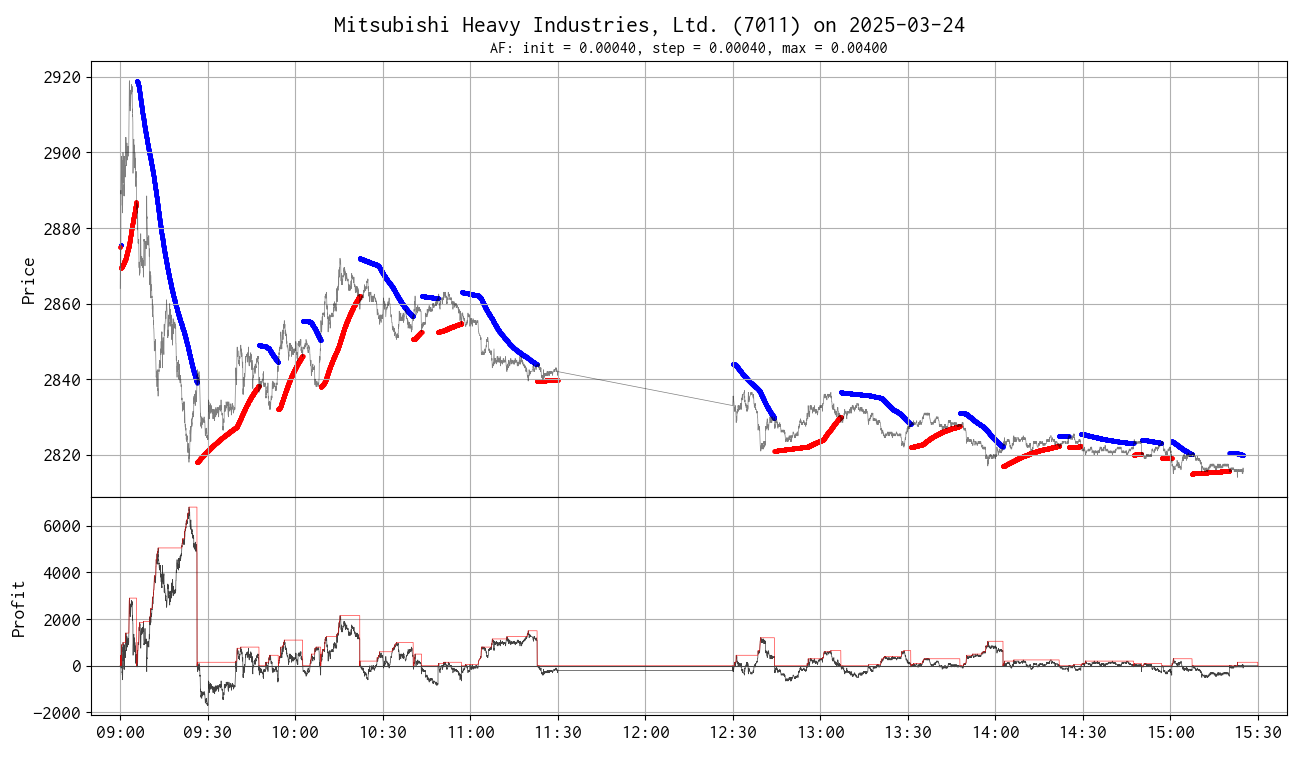 Mitsubishi Heavy Industries, Ltd. (7011) on 2025-03-24
AF: init = 0.00040, step = 0.00040, max = 0.00400
Price
2920
2900
2880
2860
2840
2820
Profit
6000
4000
2000
0
−2000
09:00 09:30 10:00 10:30 11:00 11:30 12:00 12:30 13:00 13:30 14:00 14:30 15:00 15:30